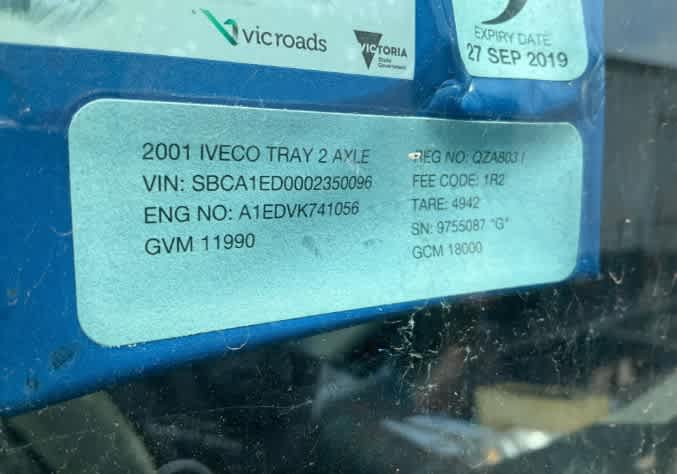 vicroads
VICTORIA
State
Government
EXPIRY DATE
27 SEP 2019
2001 IVECO TRAY 2 AXLE
VIN: SBCA1ED0002350096
ENG NO: A1EDVK741056
GVM 11990
REG NO: QZA803 I
FEE CODE: 1R2
TARE: 4942
SN: 9755087 "G"
GCM 18000